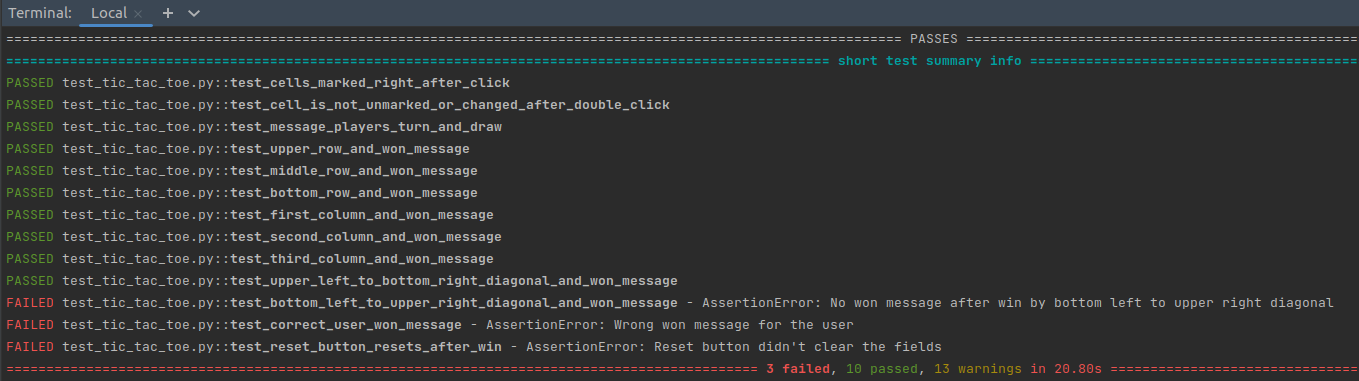 Terminal: Local × + ∨
================================================================================================================ PASSES =================================================
======================================================================================================= short test summary info =========================================
PASSED test_tic_tac_toe.py::test_cells_marked_right_after_click
PASSED test_tic_tac_toe.py::test_cell_is_not_unmarked_or_changed_after_double_click
PASSED test_tic_tac_toe.py::test_message_players_turn_and_draw
PASSED test_tic_tac_toe.py::test_upper_row_and_won_message
PASSED test_tic_tac_toe.py::test_middle_row_and_won_message
PASSED test_tic_tac_toe.py::test_bottom_row_and_won_message
PASSED test_tic_tac_toe.py::test_first_column_and_won_message
PASSED test_tic_tac_toe.py::test_second_column_and_won_message
PASSED test_tic_tac_toe.py::test_third_column_and_won_message
PASSED test_tic_tac_toe.py::test_upper_left_to_bottom_right_diagonal_and_won_message
FAILED test_tic_tac_toe.py::test_bottom_left_to_upper_right_diagonal_and_won_message - AssertionError: No won message after win by bottom left to upper right diagonal
FAILED test_tic_tac_toe.py::test_correct_user_won_message - AssertionError: Wrong won message for the user
FAILED test_tic_tac_toe.py::test_reset_button_resets_after_win - AssertionError: Reset button didn't clear the fields
============================================================================================== 3 failed, 10 passed, 13 warnings in 20.80s ===============================